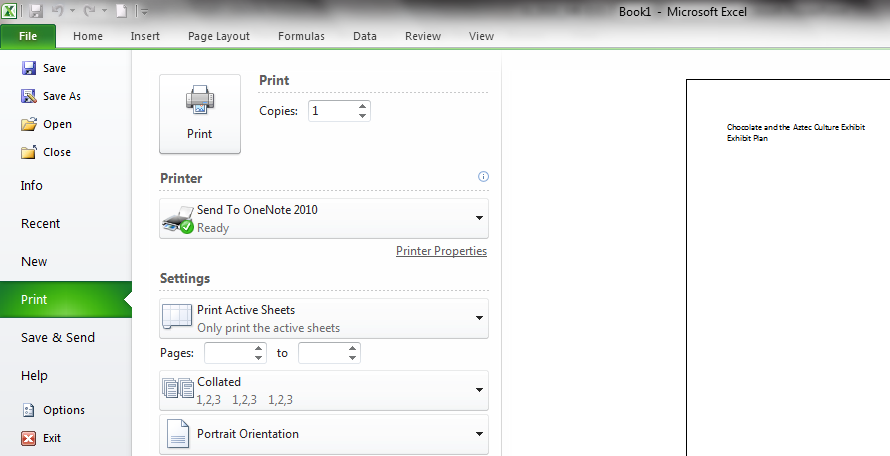 Book1 - Microsoft Excel
File Home Insert Page Layout Formulas Data Review View
Save
Save As
Open
Close
Info
Recent
New
Print
Save & Send
Help
Options
Exit
Print
Print
Copies: 1
Printer
Send To OneNote 2010
Ready
Printer Properties
Settings
Print Active Sheets
Only print the active sheets
Pages: to
Collated
1,2,3 1,2,3 1,2,3
Portrait Orientation
Chocolate and the Aztec Culture Exhibit
Exhibit Plan